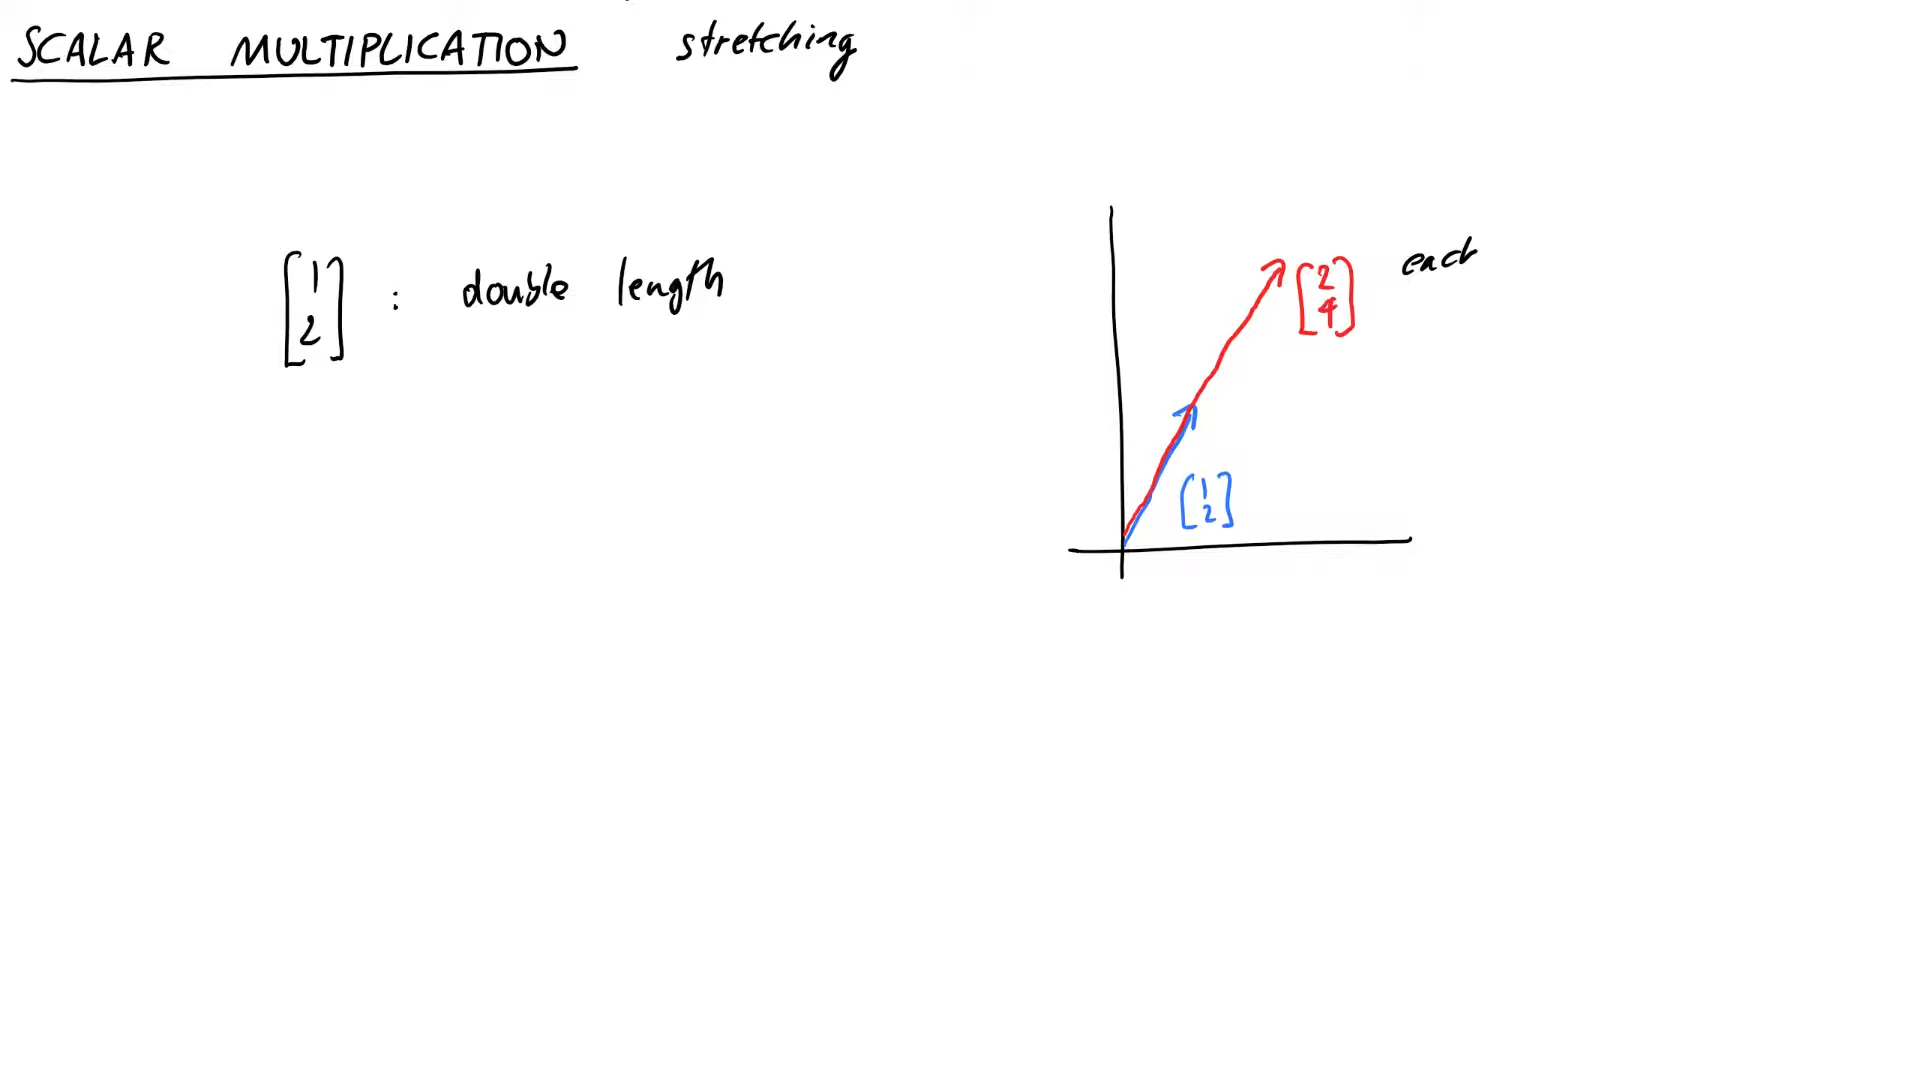 SCALAR MULTIPLICATION stretching
[1
2] : double length
[2
4] each
[1
2]